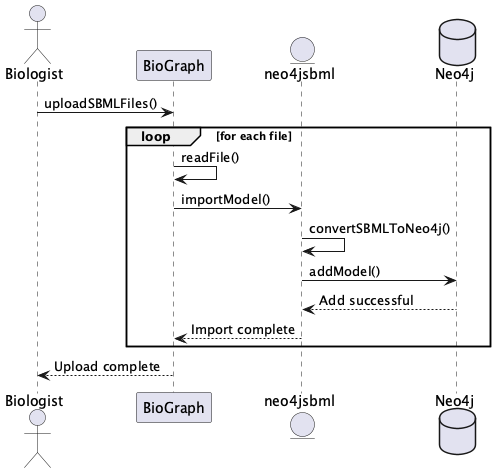 Biologist
BioGraph
neo4jsbml
Neo4j
uploadSBMLFiles()
loop
[for each file]
readFile()
importModel()
convertSBMLToNeo4j()
addModel()
Add successful
Import complete
Upload complete
Biologist
BioGraph
neo4jsbml
Neo4j